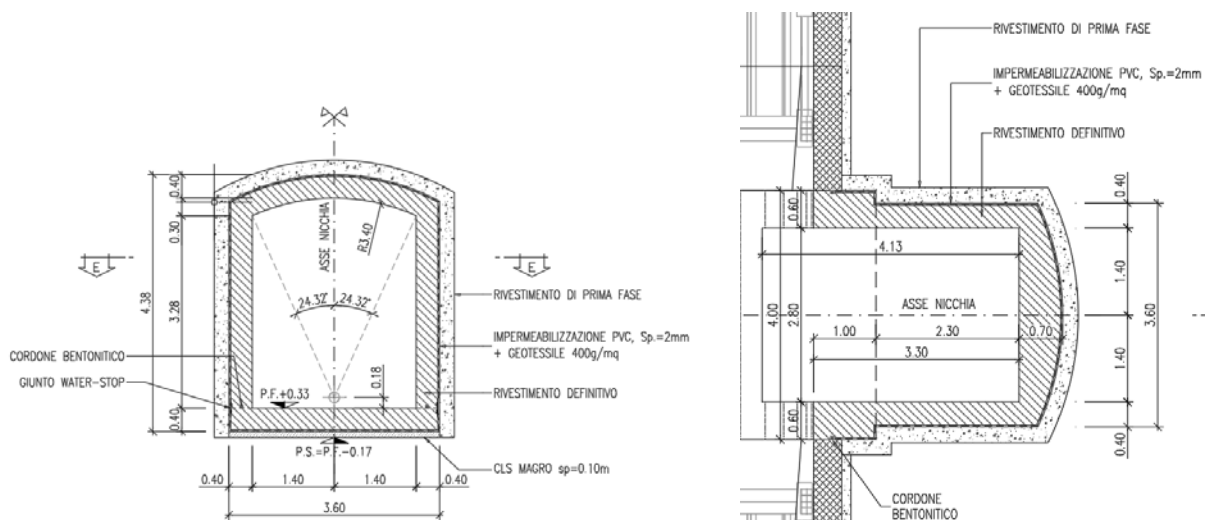 0.40
0.30
4.38
3.28
0.40
ASSE NICCHIA
R3.40
24.32° 24.32°
0.18
E
E
RIVESTIMENTO DI PRIMA FASE
IMPERMEABILIZZAZIONE PVC, Sp.=2mm
+ GEOTESSILE 400g/mq
RIVESTIMENTO DEFINITIVO
CORDONE BENTONITICO
GIUNTO WATER-STOP
P.F.+0.33
P.S.=P.F.-0.17
CLS MAGRO sp=0.10m
0.40 1.40 1.40 0.40
3.60
RIVESTIMENTO DI PRIMA FASE
IMPERMEABILIZZAZIONE PVC, Sp.=2mm
+ GEOTESSILE 400g/mq
RIVESTIMENTO DEFINITIVO
0.60
0.40
4.13
1.40
4.00
2.80
ASSE NICCHIA
3.60
1.00 2.30 0.70
3.30
1.40
0.60
0.40
CORDONE
BENTONITICO